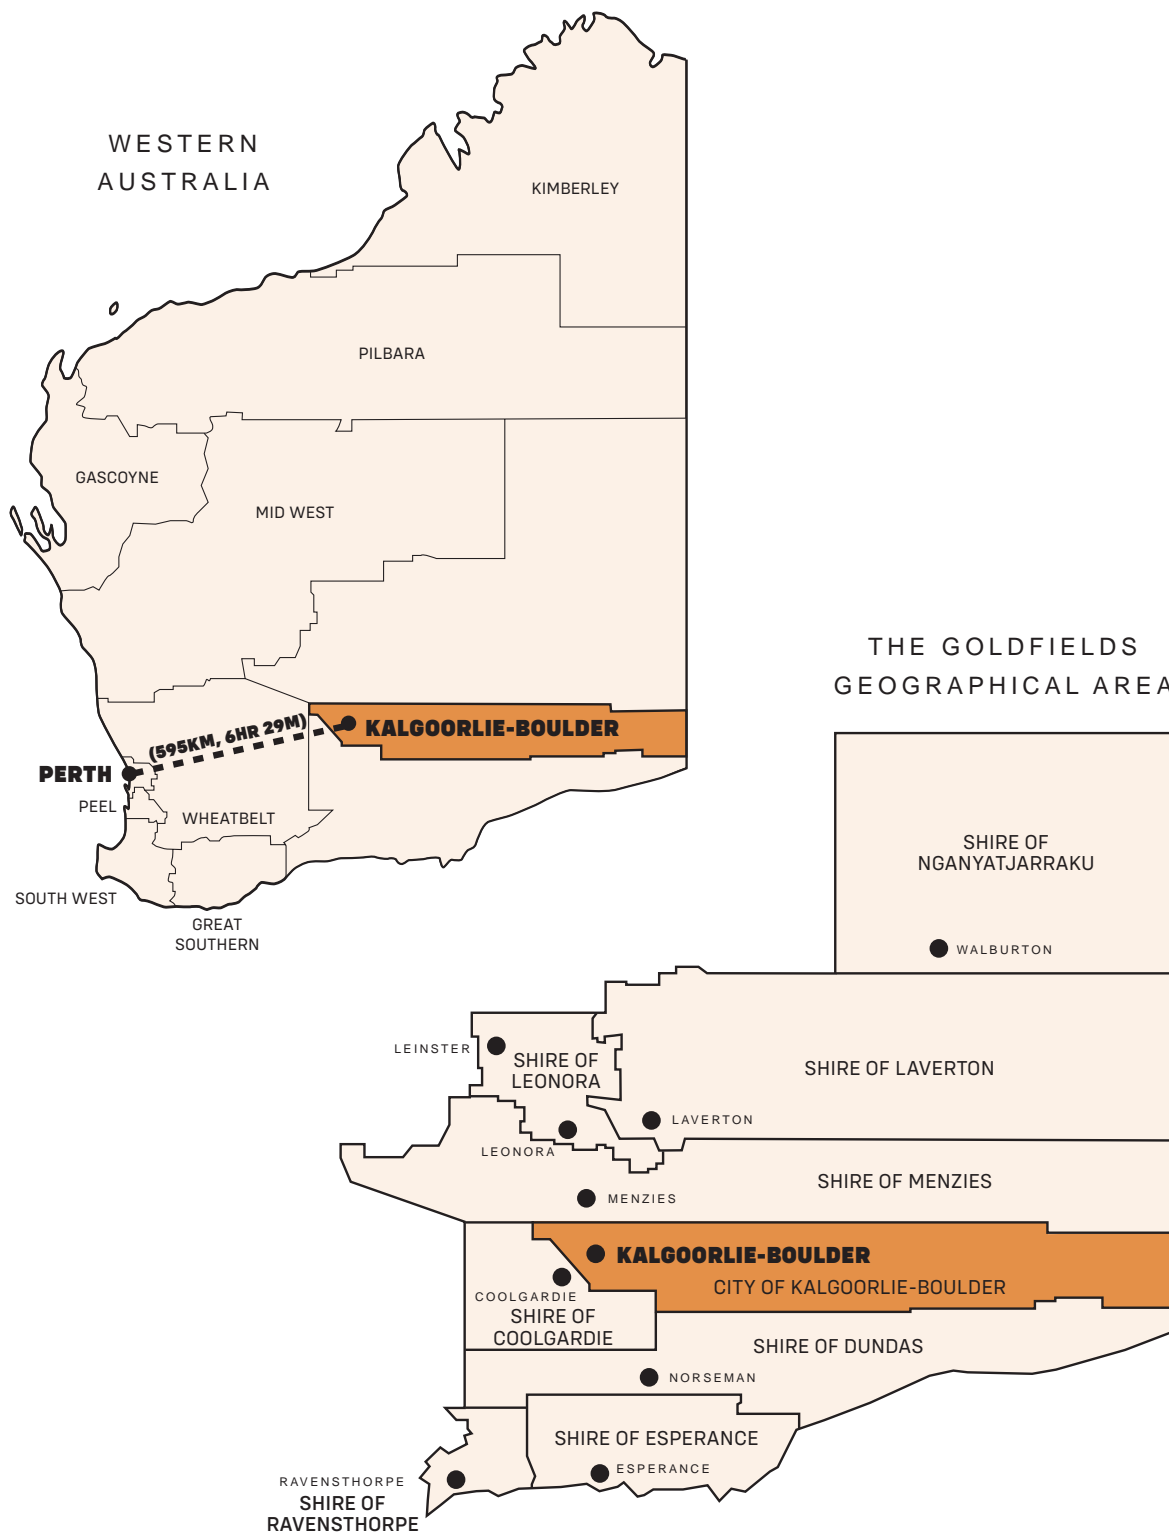 WESTERN
AUSTRALIA
KIMBERLEY
PILBARA
GASCOYNE
MID WEST
(595KM, 6HR 29M)
KALGOORLIE-BOULDER
PERTH
PEEL
WHEATBELT
SOUTH WEST
GREAT
SOUTHERN
THE GOLDFIELDS
GEOGRAPHICAL AREA
SHIRE OF
NGANYATJARRAKU
WALBURTON
LEINSTER
SHIRE OF
LEONORA
SHIRE OF LAVERTON
LAVERTON
LEONORA
SHIRE OF MENZIES
MENZIES
KALGOORLIE-BOULDER
CITY OF KALGOORLIE-BOULDER
COOLGARDIE
SHIRE OF
COOLGARDIE
SHIRE OF DUNDAS
NORSEMAN
SHIRE OF ESPERANCE
ESPERANCE
RAVENSTHORPE
SHIRE OF
RAVENSTHORPE